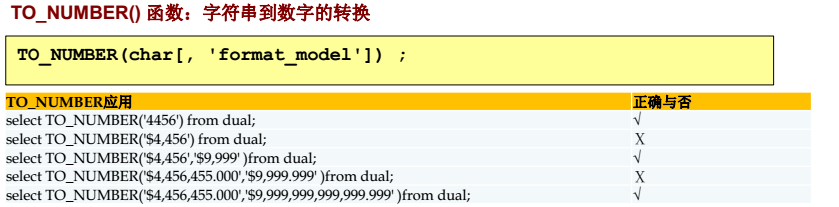 TO_NUMBER() 函数：字符串到数字的转换
TO_NUMBER(char[, 'format_model']) ;
TO_NUMBER应用 正确与否
select TO_NUMBER('4456') from dual; √
select TO_NUMBER('$4,456') from dual; X
select TO_NUMBER('$4,456','$9,999' )from dual; √
select TO_NUMBER('$4,456,455.000','$9,999.999' )from dual; X
select TO_NUMBER('$4,456,455.000','$9,999,999,999,999.999' )from dual; √